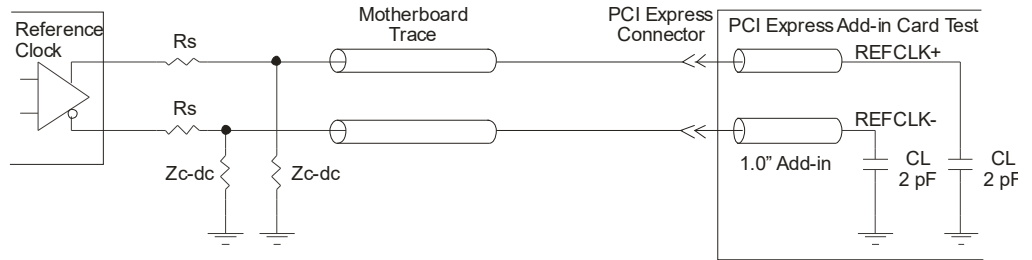 Reference
Clock
Rs
Rs
Zc-dc
Zc-dc
Motherboard
Trace
PCI Express
Connector
PCI Express Add-in Card Test
REFCLK+
REFCLK-
1.0" Add-in
CL
2 pF
CL
2 pF